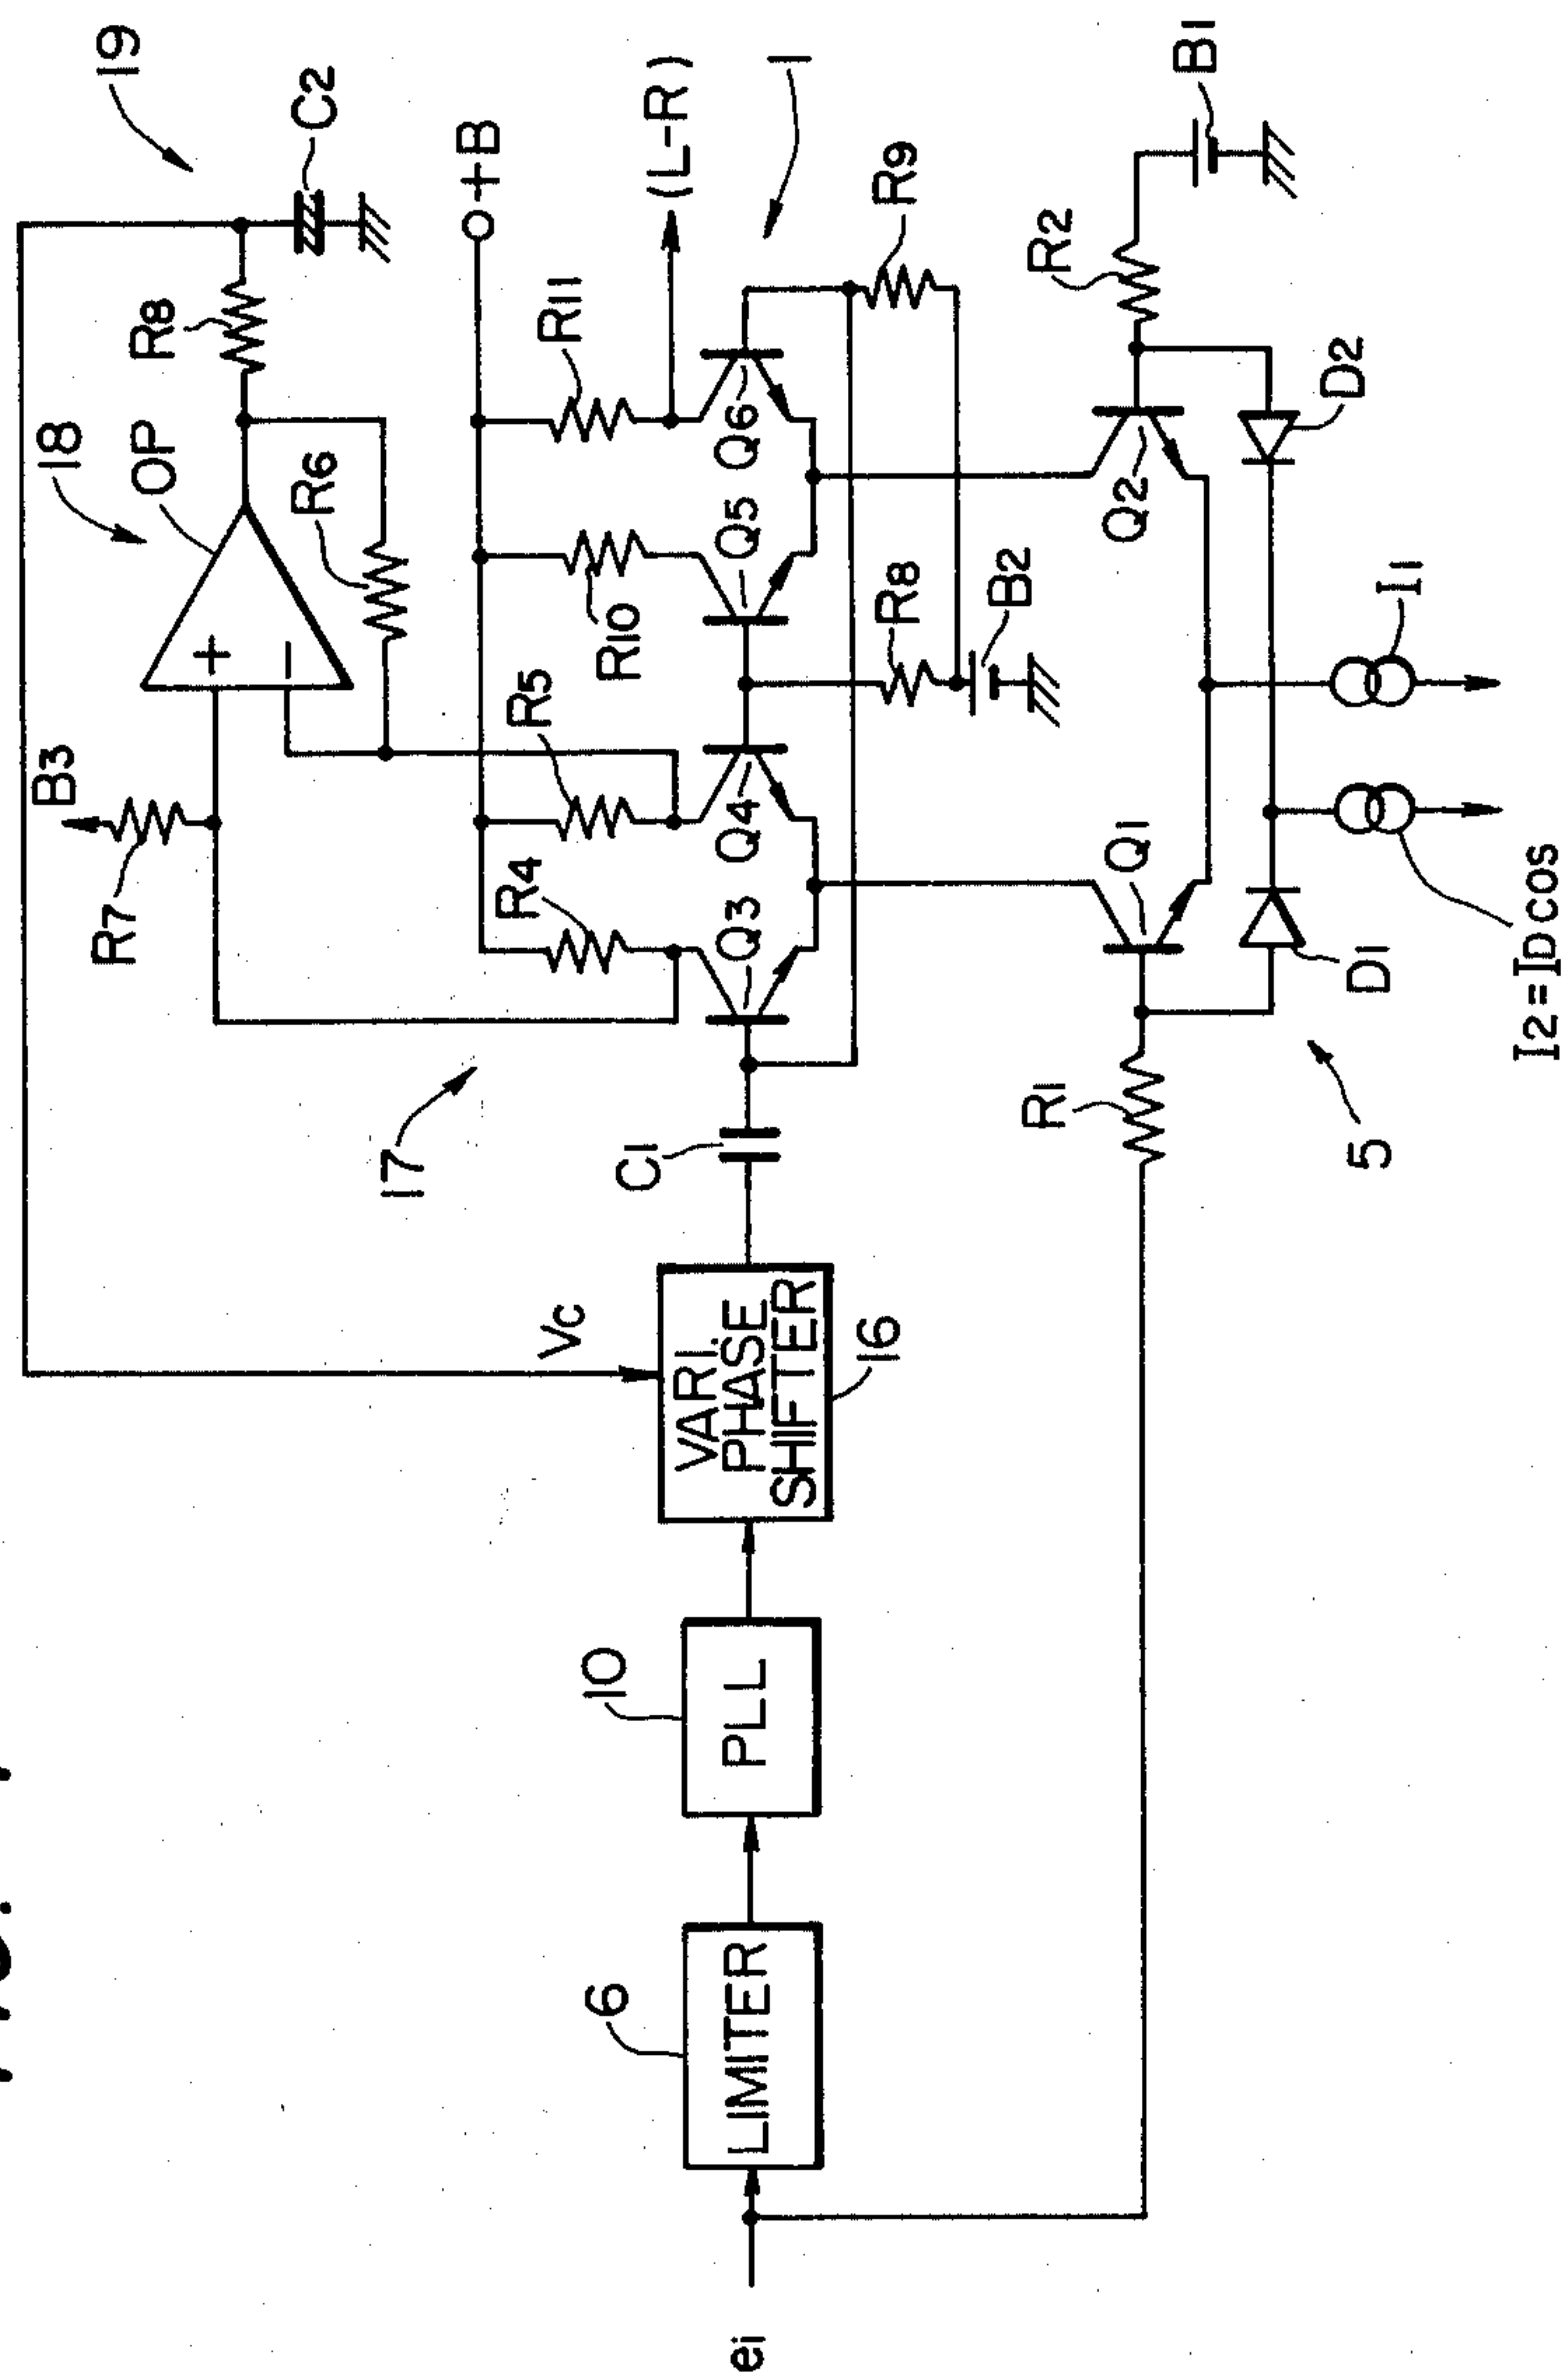 19
C2
R8
18
OP
R6
B3
R7
+
−
+B
(L-R)
1
R11
R10
R5
R4
Q6
Q5
Q4
Q3
R9
R8
B2
17
C1
Vc
VARI.
PHASE
SHIFTER
16
10
PLL
6
LIMITER
ei
R2
B1
Q2
D2
Q1
D1
R1
5
I1
I2=IDCOS